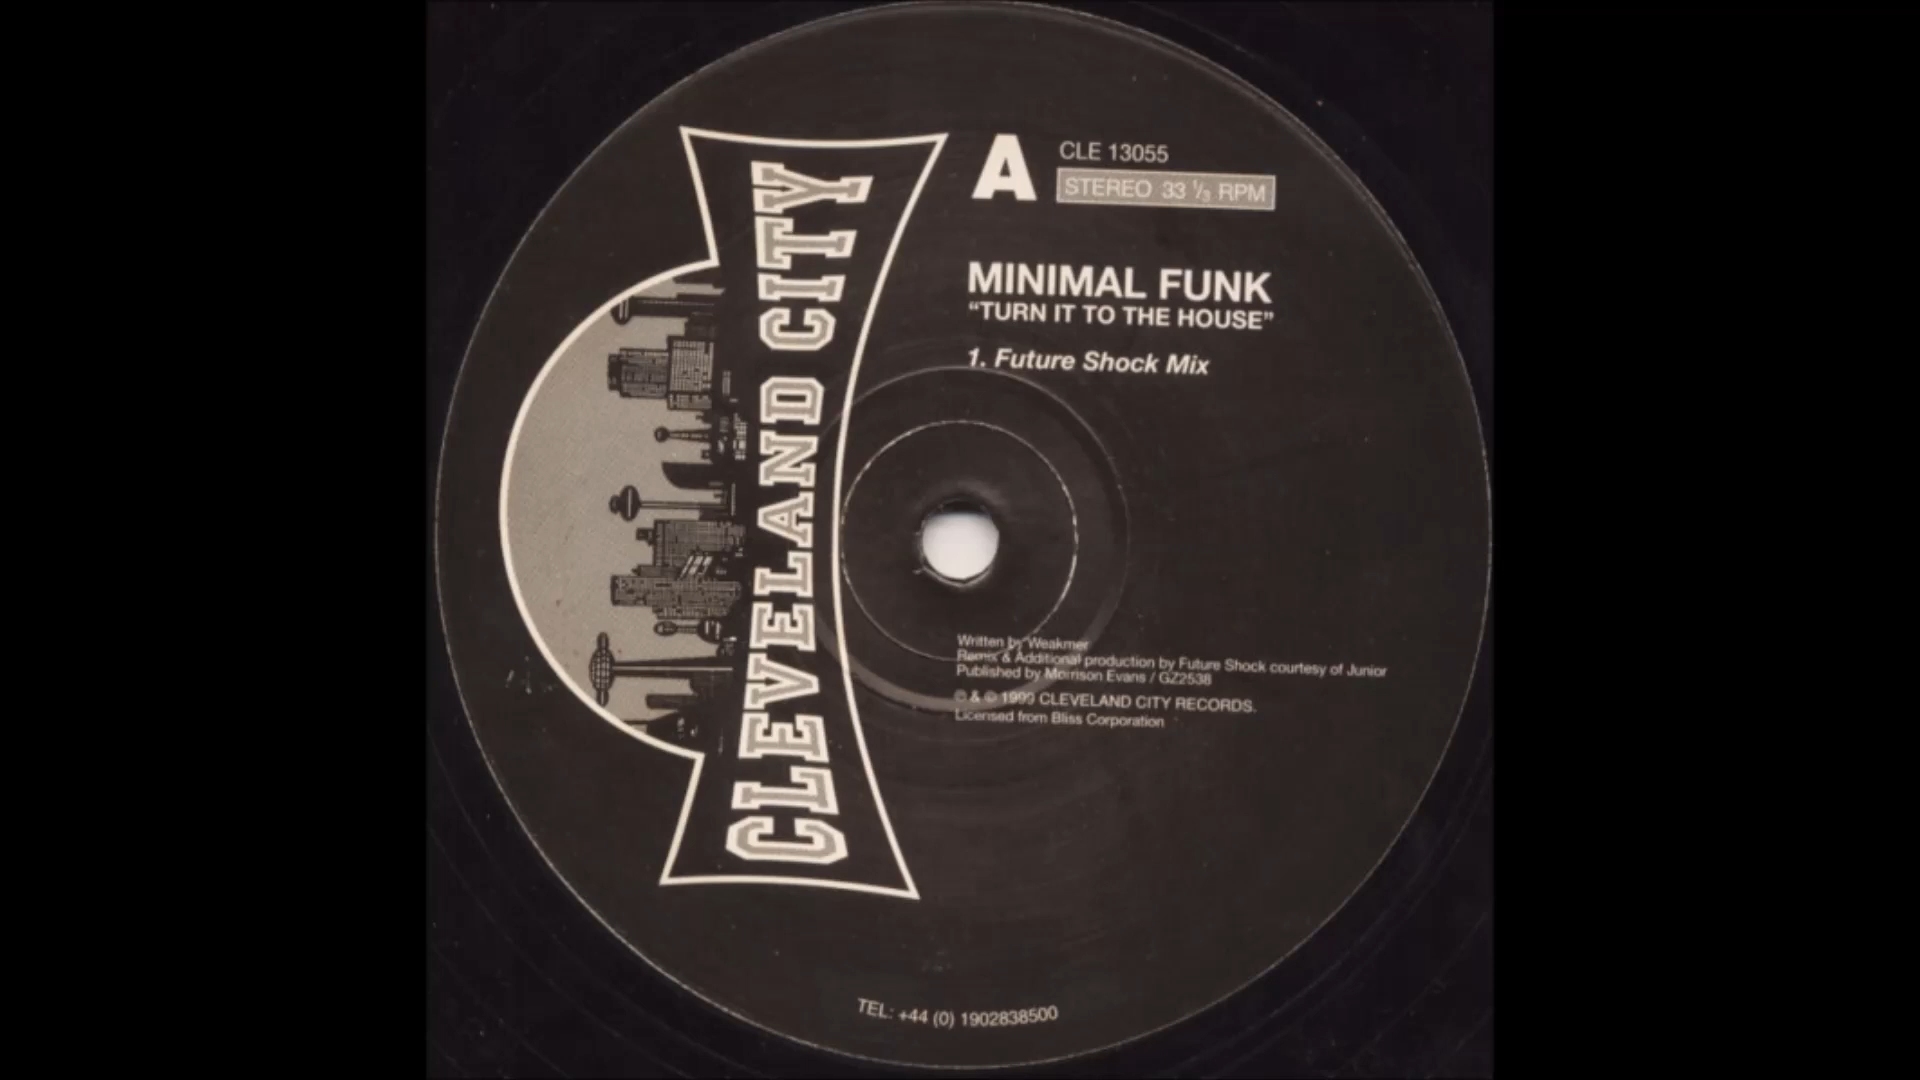 CLEVELAND CITY
A
CLE 13055
STEREO 33 ⅓ RPM
MINIMAL FUNK
“TURN IT TO THE HOUSE”
1. Future Shock Mix
Written by Weakmer
Remix & Additional production by Future Shock courtesy of Junior
Published by Morrison Evans / GZ2538
℗ & © 1999 CLEVELAND CITY RECORDS.
Licensed from Bliss Corporation
TEL: +44 (0) 1902838500